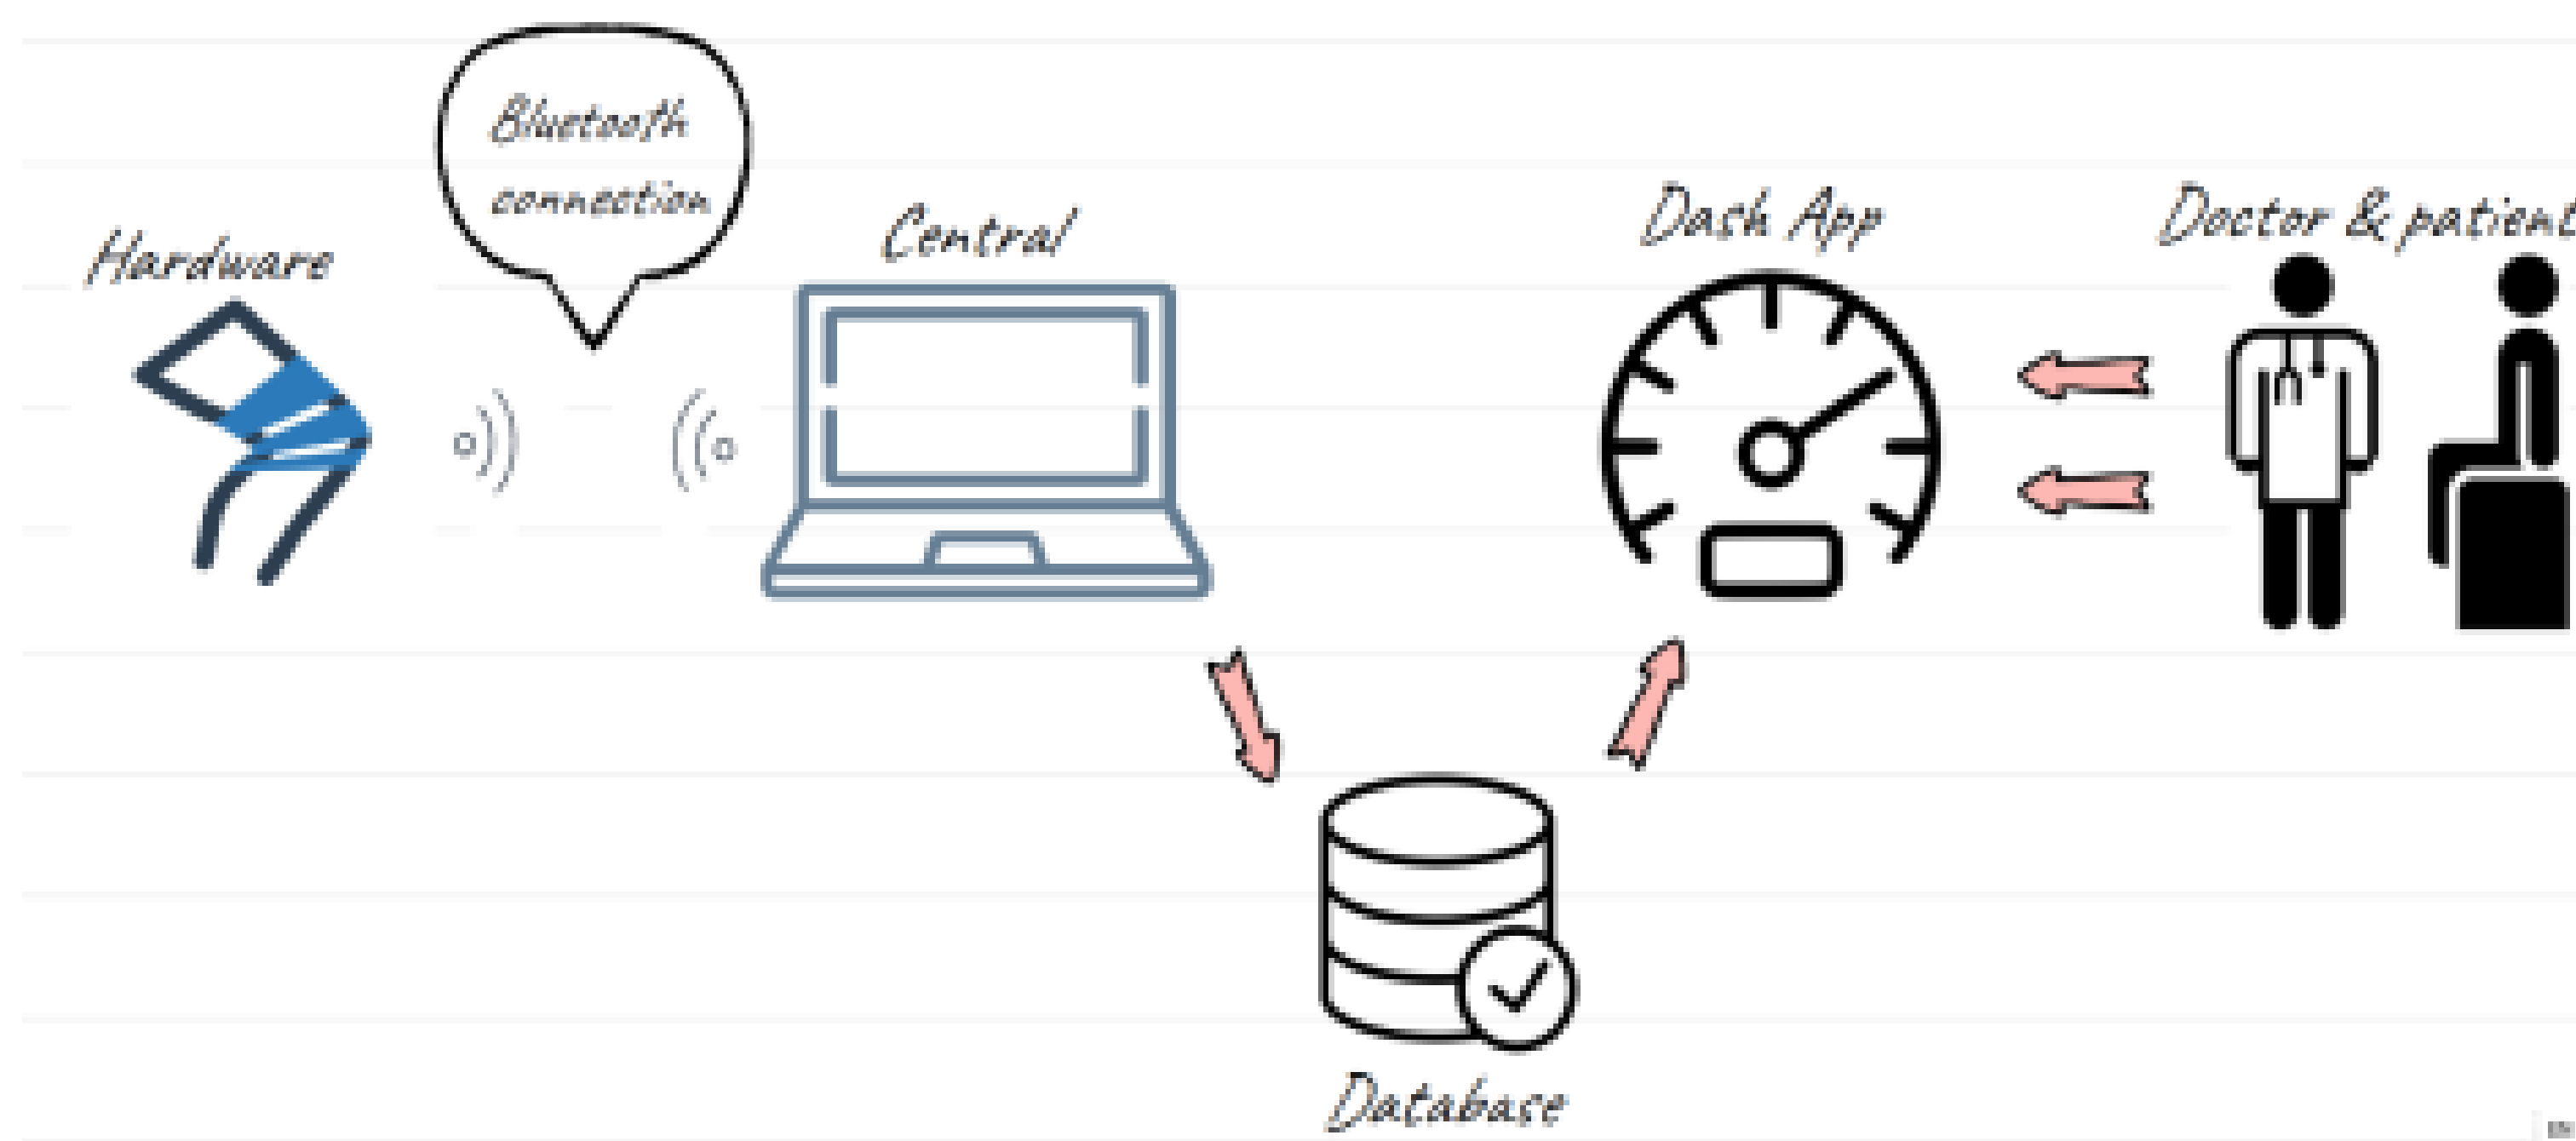 Bluetooth
connection
Hardware
Central
Dash App
Doctor & patient
Database